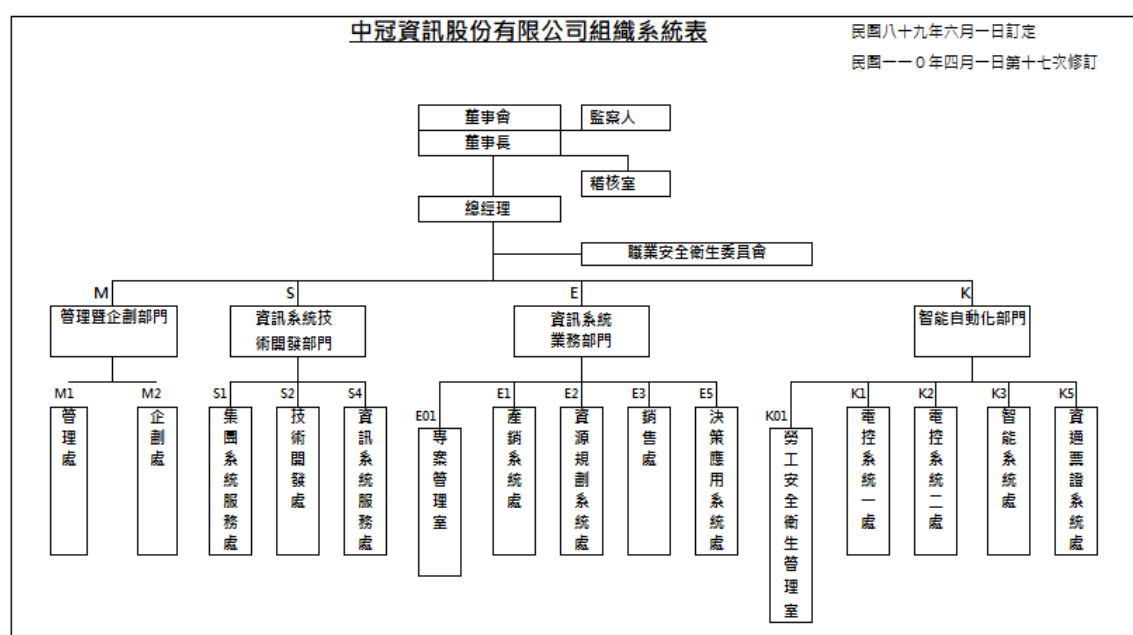 中冠資訊股份有限公司組織系統表
民國八十九年六月一日訂定
民國一一０年四月一日第十七次修訂
董事會
監察人
董事長
稽核室
總經理
職業安全衛生委員會
M
S
E
K
管理暨企劃部門
資訊系統技
術開發部門
資訊系統
業務部門
智能自動化部門
M1
M2
S1
S2
S4
E01
E1
E2
E3
E5
K01
K1
K2
K3
K5
管理處
企劃處
集團系統服務處
技術開發處
資訊系統服務處
專案管理室
產銷系統處
資源規劃系統處
銷售處
決策應用系統處
勞工安全衛生管理室
電控系統一處
電控系統二處
智能系統處
資通票證系統處